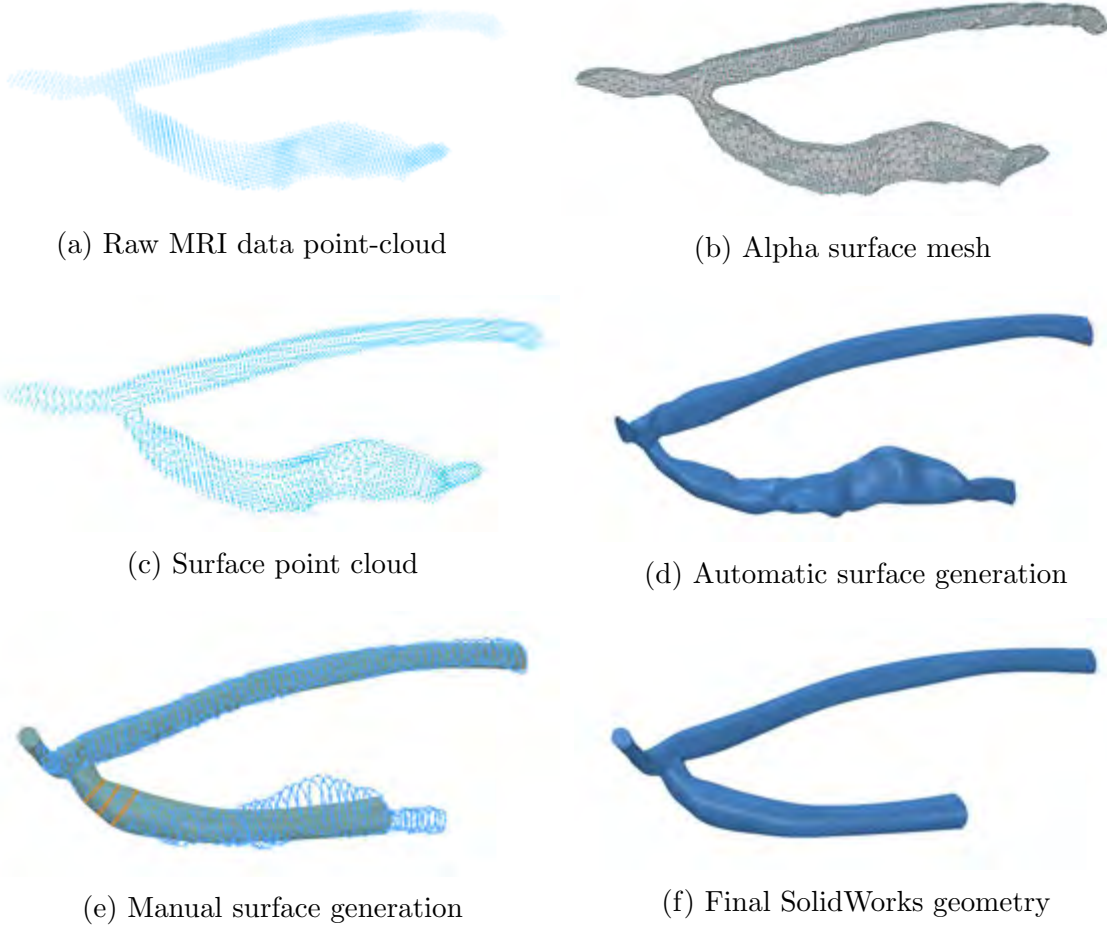 (a) Raw MRI data point-cloud
(b) Alpha surface mesh
(c) Surface point cloud
(d) Automatic surface generation
(e) Manual surface generation
(f) Final SolidWorks geometry